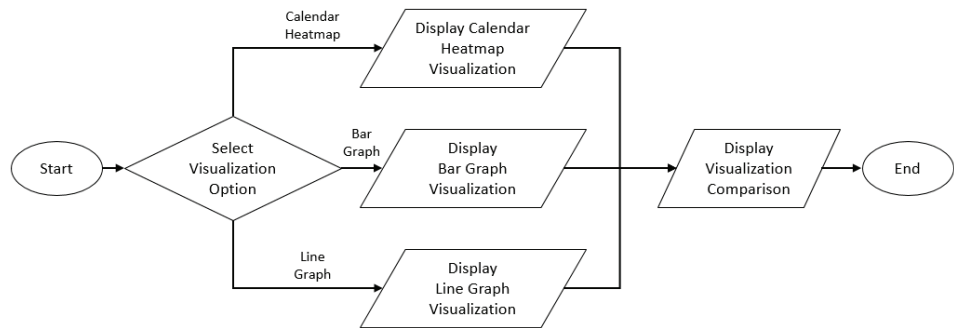 Start
Select
Visualization
Option
Calendar
Heatmap
Display Calendar
Heatmap
Visualization
Bar
Graph
Display
Bar Graph
Visualization
Line
Graph
Display
Line Graph
Visualization
Display
Visualization
Comparison
End